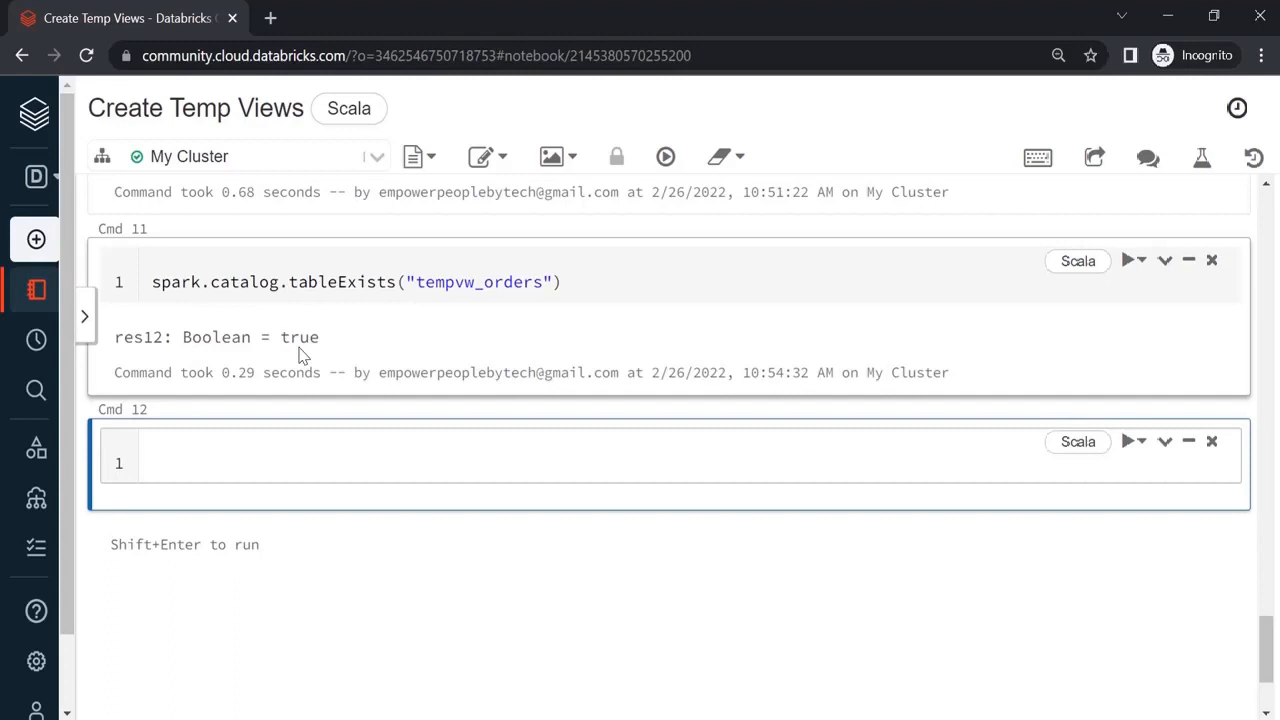 Create Temp Views - Databricks C
community.cloud.databricks.com/?o=3462546750718753#notebook/2145380570255200
Incognito
Create Temp Views
Scala
My Cluster
Command took 0.68 seconds -- by empowerpeoplebytech@gmail.com at 2/26/2022, 10:51:22 AM on My Cluster
Cmd 11
Scala
1 spark.catalog.tableExists("tempvw_orders")
res12: Boolean = true
Command took 0.29 seconds -- by empowerpeoplebytech@gmail.com at 2/26/2022, 10:54:32 AM on My Cluster
Cmd 12
Scala
1
Shift+Enter to run